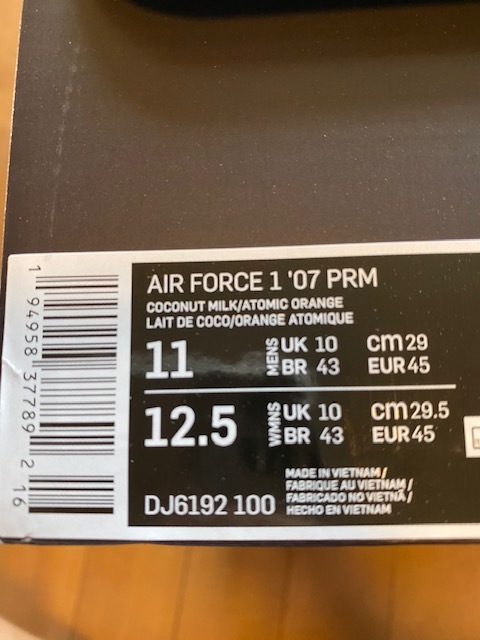 AIR FORCE 1 '07 PRM
COCONUT MILK/ATOMIC ORANGE
LAIT DE COCO/ORANGE ATOMIQUE
11 MENS UK 10 cm 29
BR 43 EUR 45
12.5 WMNS UK 10 cm 29.5
BR 43 EUR 45
DJ6192 100
MADE IN VIETNAM /
FABRIQUE AU VIETNAM /
FABRICADO NO VIETNÃ /
HECHO EN VIETNAM
1 94958 37789 2 16